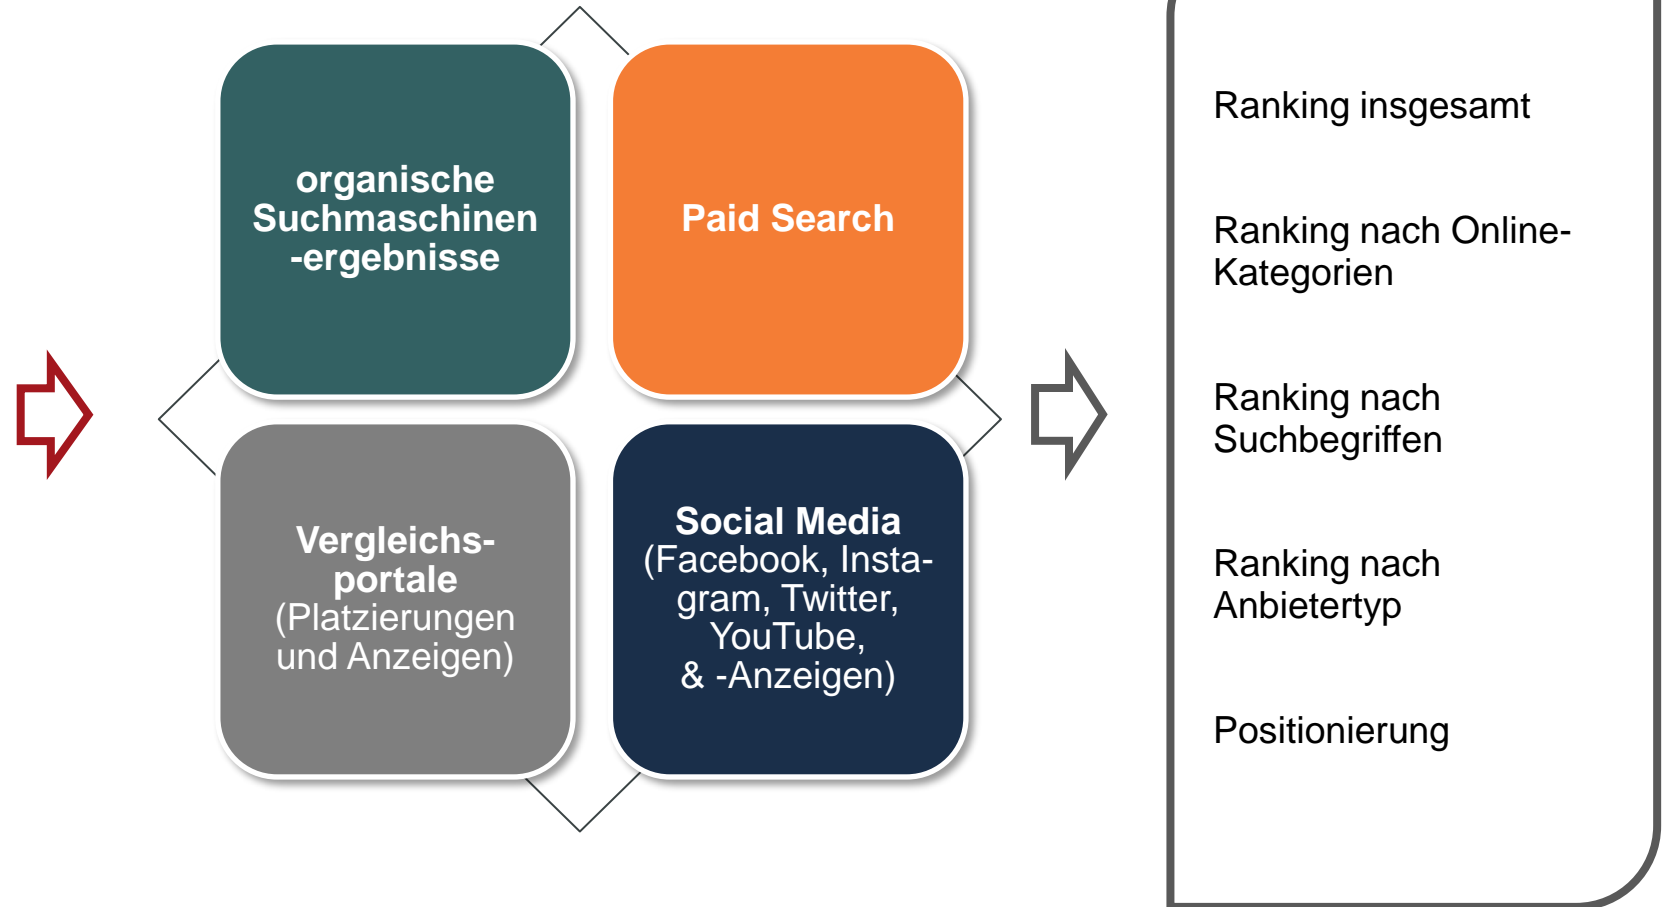 organische
Suchmaschinen
-ergebnisse
Paid Search
Vergleichs-
portale
(Platzierungen
und Anzeigen)
Social Media
(Facebook, Insta-
gram, Twitter,
YouTube,
& -Anzeigen)
Ranking insgesamt
Ranking nach Online-
Kategorien
Ranking nach
Suchbegriffen
Ranking nach
Anbietertyp
Positionierung